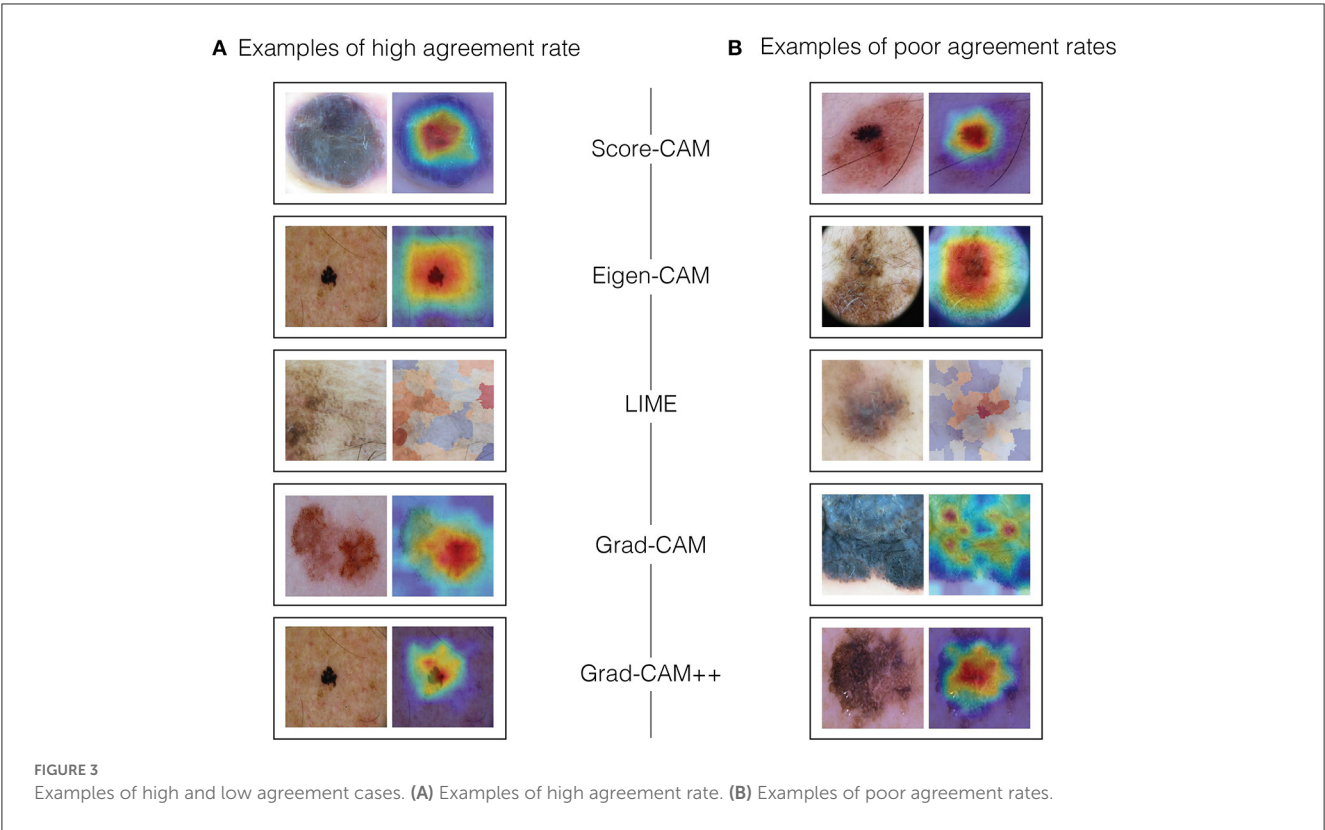 A Examples of high agreement rate
B Examples of poor agreement rates
Score-CAM
Eigen-CAM
LIME
Grad-CAM
Grad-CAM++
FIGURE 3
Examples of high and low agreement cases. (A) Examples of high agreement rate. (B) Examples of poor agreement rates.